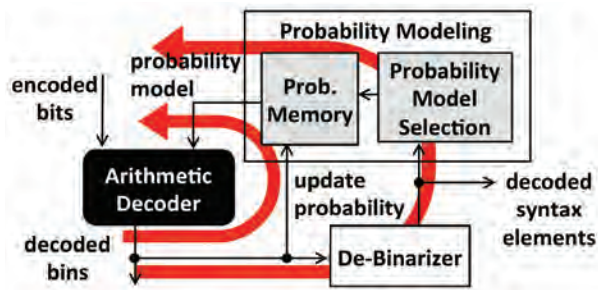 Probability Modeling
probability
model
encoded
bits
Prob.
Memory
Probability
Model
Selection
Arithmetic
Decoder
update
probability
decoded
syntax
elements
decoded
bins
De-Binarizer